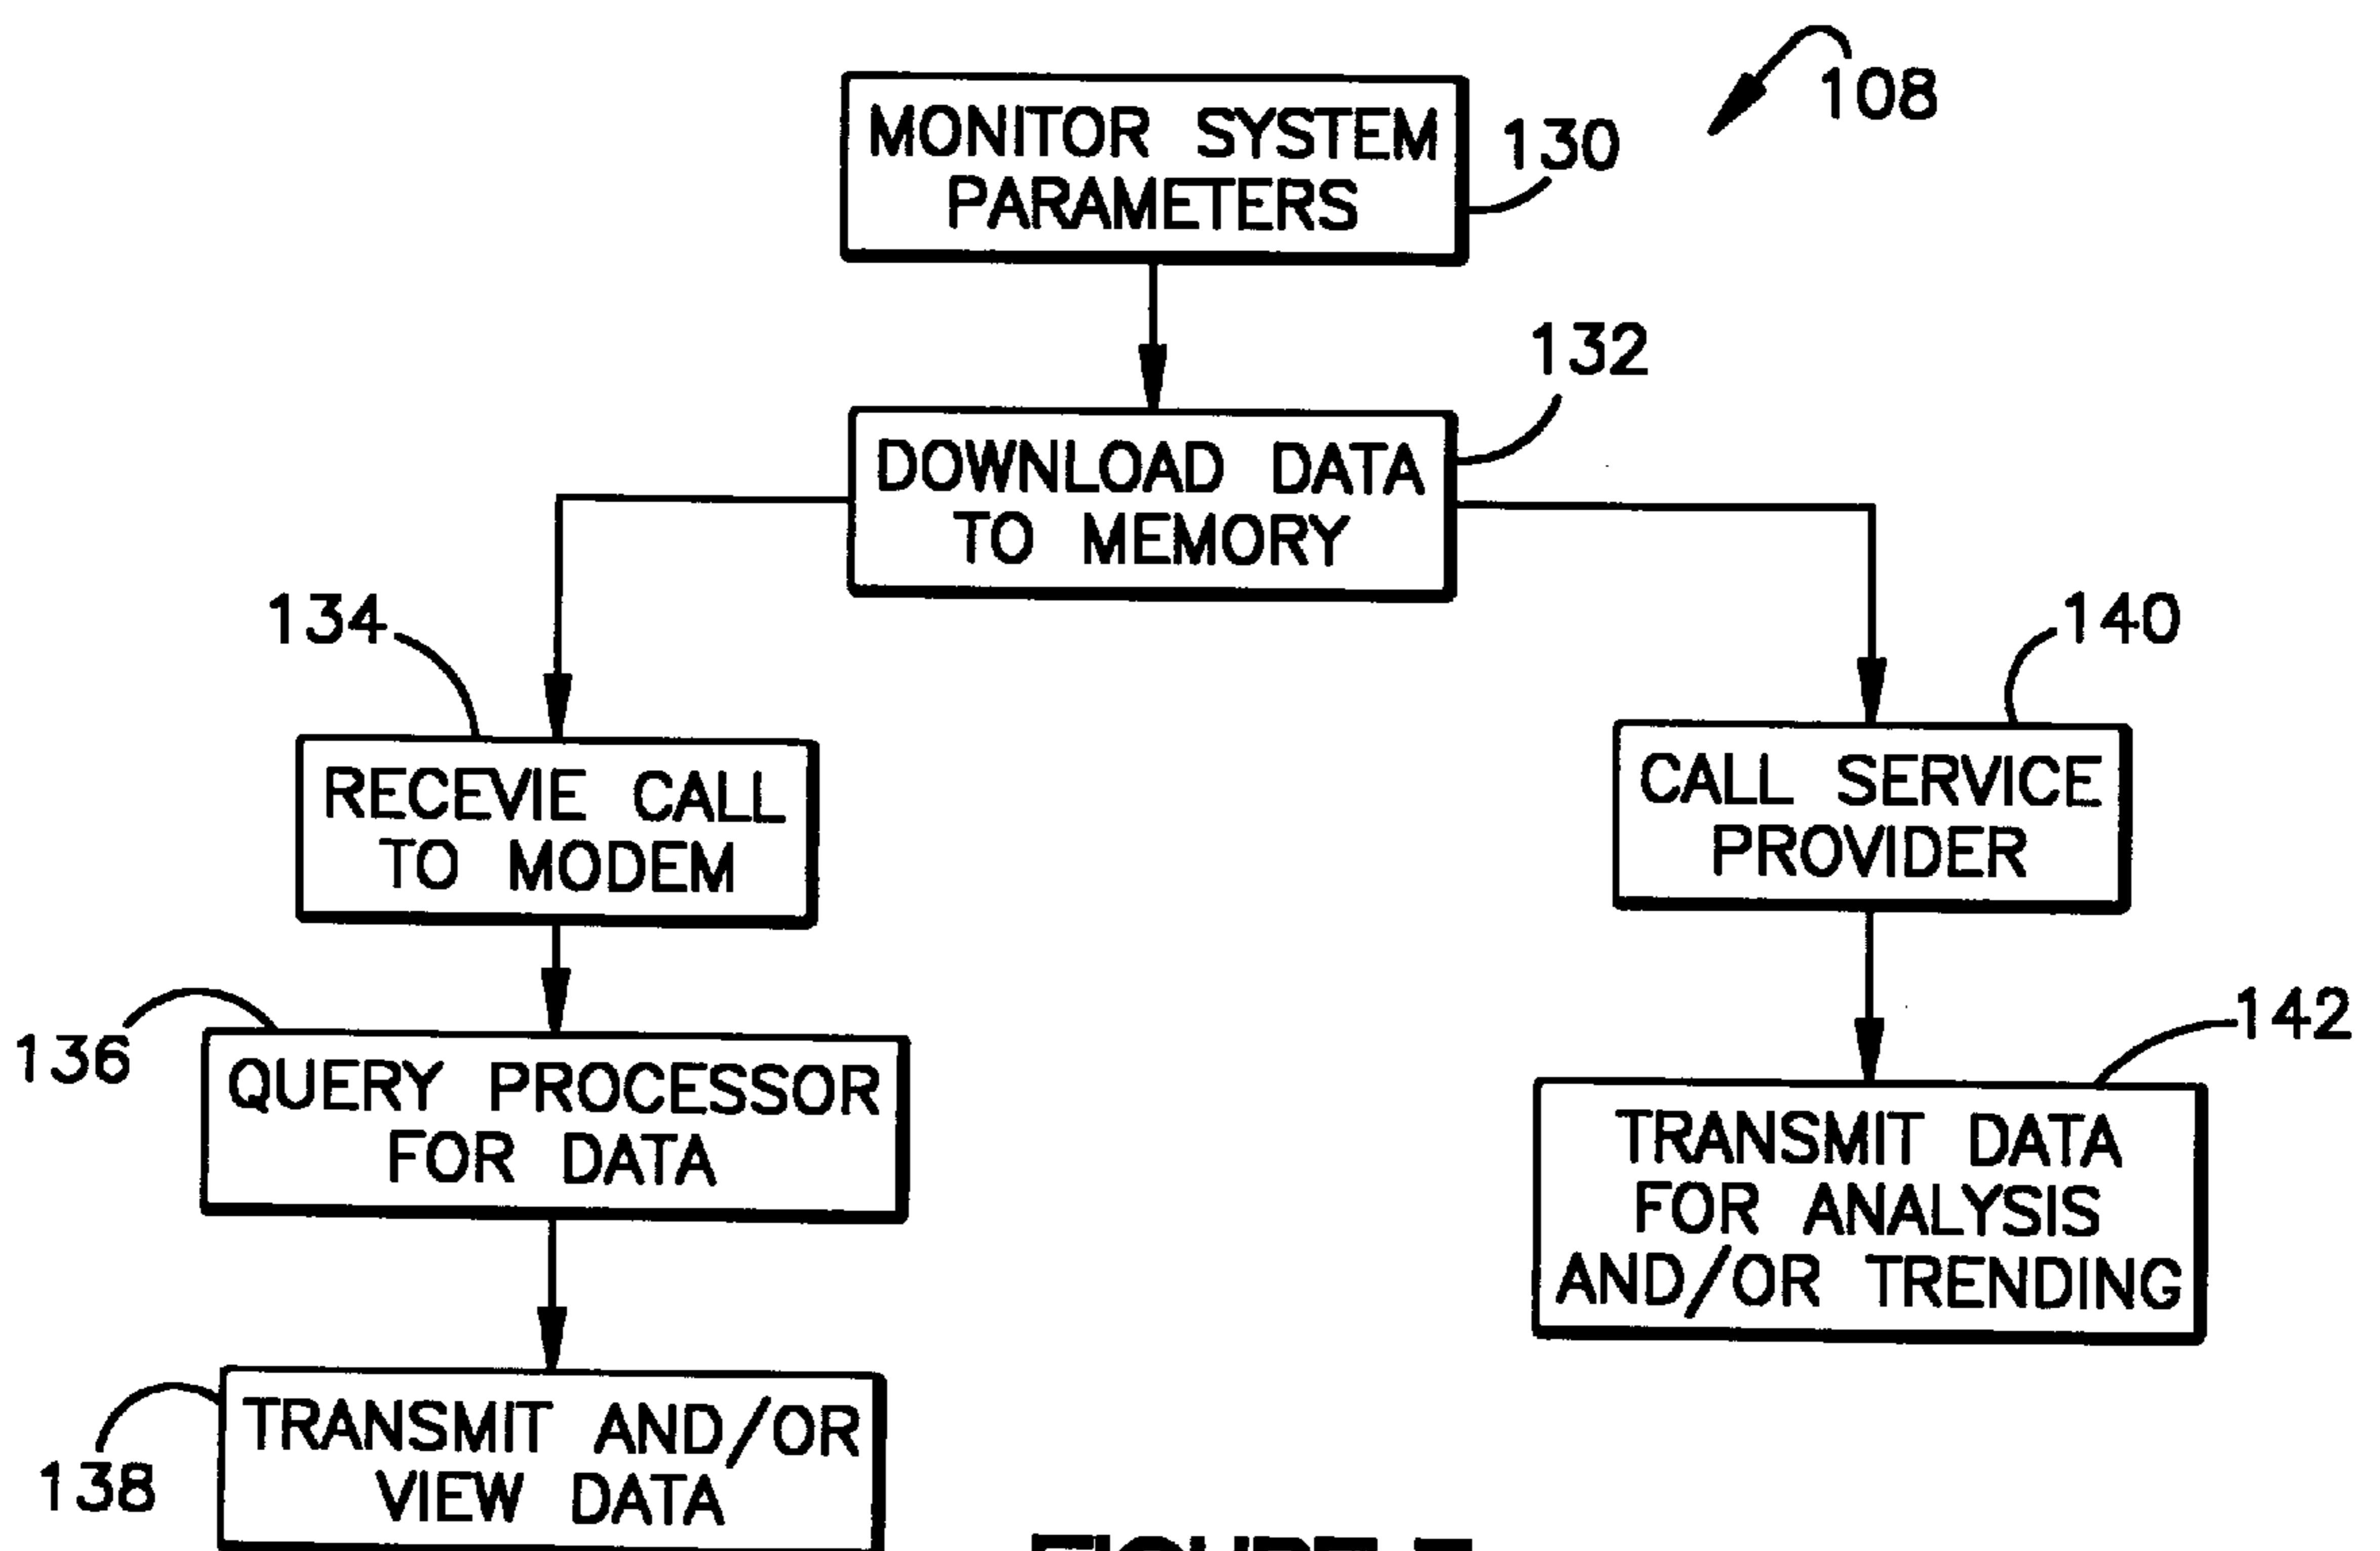 108
MONITOR SYSTEM
PARAMETERS
130
132
DOWNLOAD DATA
TO MEMORY
134
140
RECEVIE CALL
TO MODEM
CALL SERVICE
PROVIDER
136
142
QUERY PROCESSOR
FOR DATA
TRANSMIT DATA
FOR ANALYSIS
AND/OR TRENDING
138
TRANSMIT AND/OR
VIEW DATA